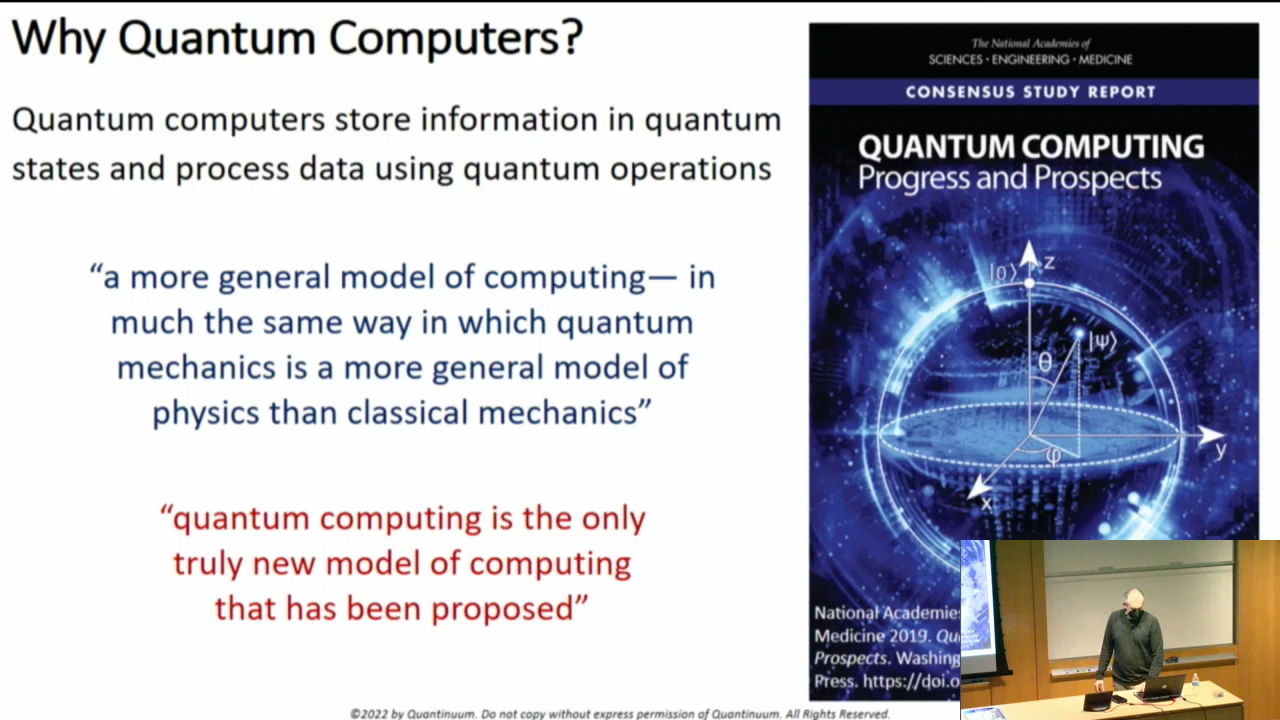 Why Quantum Computers?
Quantum computers store information in quantum
states and process data using quantum operations
“a more general model of computing— in
much the same way in which quantum
mechanics is a more general model of
physics than classical mechanics”
“quantum computing is the only
truly new model of computing
that has been proposed”
The National Academies of
SCIENCES · ENGINEERING · MEDICINE
CONSENSUS STUDY REPORT
QUANTUM COMPUTING
Progress and Prospects
|0⟩ z
|ψ⟩
θ
φ
y
x
National Academies
Medicine 2019.
Prospects. Washing
Press. https://doi.o
©2022 by Quantinuum. Do not copy without express permission of Quantinuum. All Rights Reserved.